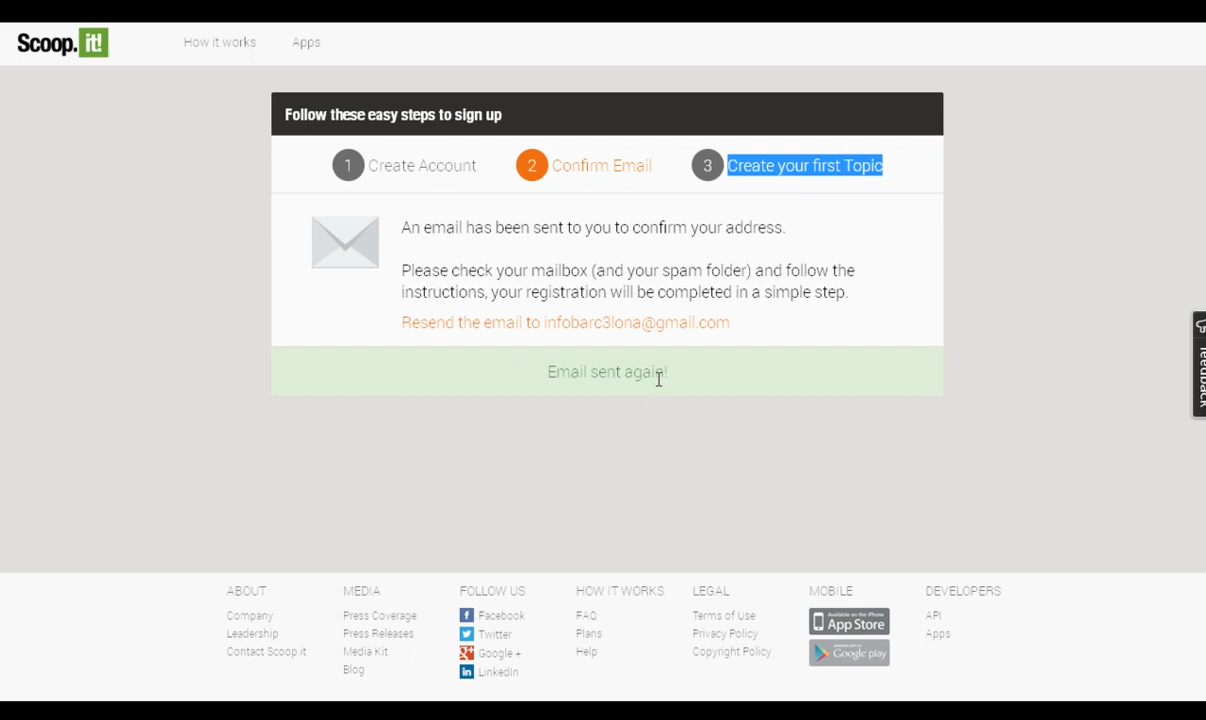 Scoop.it!
How it works
Apps
Follow these easy steps to sign up
1 Create Account
2 Confirm Email
3 Create your first Topic
An email has been sent to you to confirm your address.
Please check your mailbox (and your spam folder) and follow the
instructions, your registration will be completed in a simple step.
Resend the email to infobarc3lona@gmail.com
Email sent again!
feedback
ABOUT
Company
Leadership
Contact Scoop.it
MEDIA
Press Coverage
Press Releases
Media Kit
Blog
FOLLOW US
Facebook
Twitter
Google +
LinkedIn
HOW IT WORKS
FAQ
Plans
Help
LEGAL
Terms of Use
Privacy Policy
Copyright Policy
MOBILE
Available on the iPhone
App Store
Google play
DEVELOPERS
API
Apps